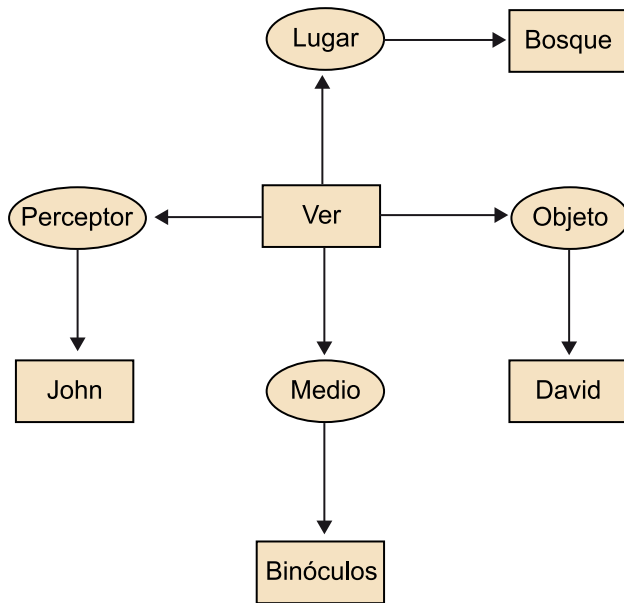 Lugar
Bosque
Perceptor
Ver
Objeto
John
Medio
David
Binóculos